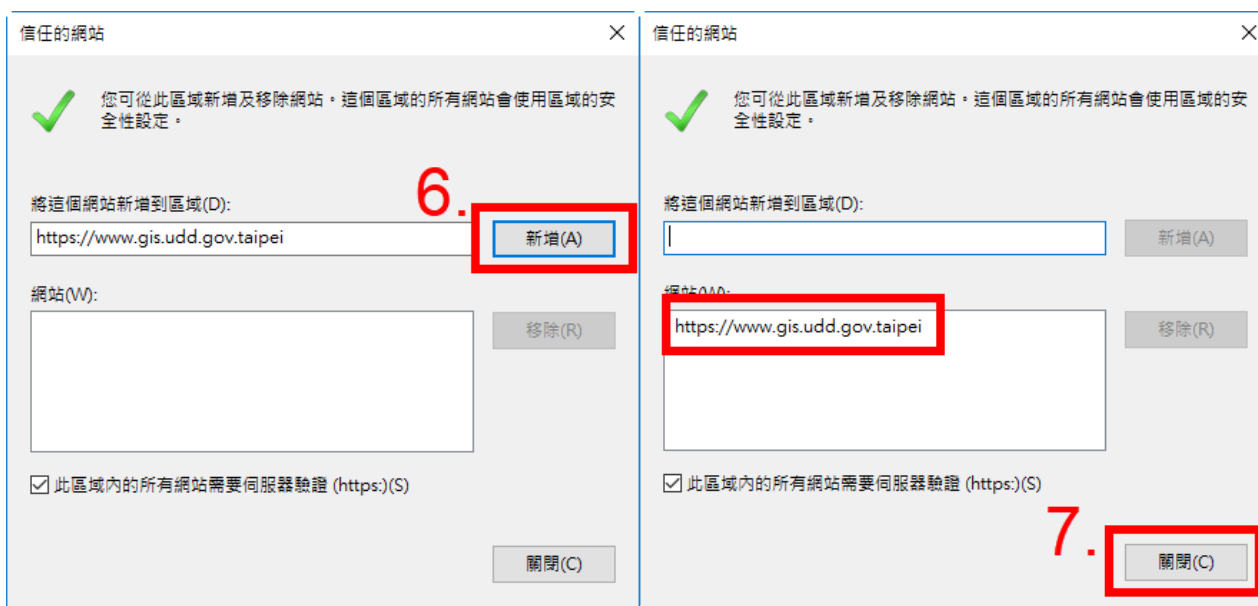 信任的網站
您可從此區域新增及移除網站。這個區域的所有網站會使用區域的安
全性設定。
6.
將這個網站新增到區域(D):
https://www.gis.udd.gov.taipei
新增(A)
網站(W):
移除(R)
此區域內的所有網站需要伺服器驗證 (https:)(S)
關閉(C)
信任的網站
您可從此區域新增及移除網站。這個區域的所有網站會使用區域的安
全性設定。
將這個網站新增到區域(D):
新增(A)
網站(W):
https://www.gis.udd.gov.taipei
移除(R)
此區域內的所有網站需要伺服器驗證 (https:)(S)
7.
關閉(C)